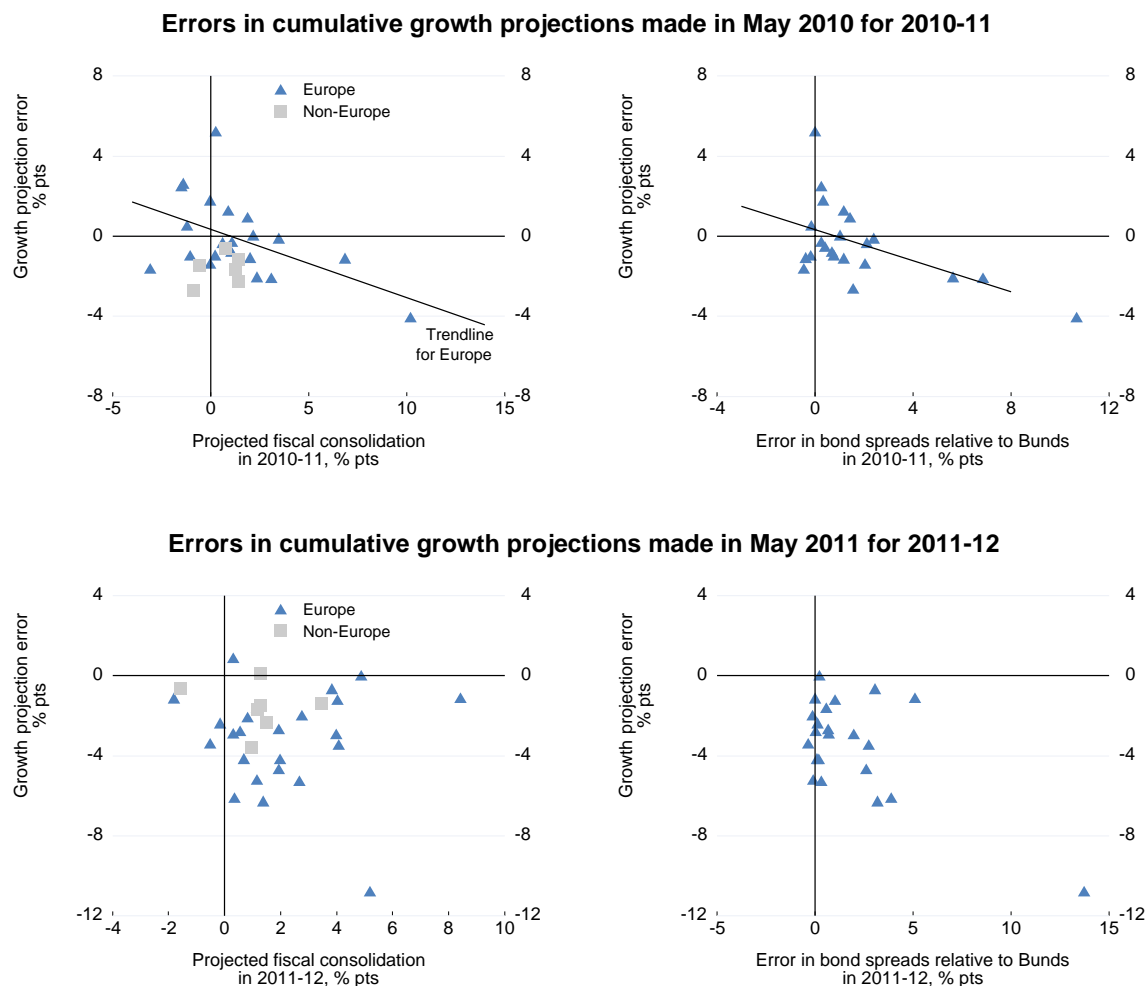 Errors in cumulative growth projections made in May 2010 for 2010-11
Growth projection error
% pts
8
4
0
-4
-8
8
4
0
-4
-8
Europe
Non-Europe
Trendline
for Europe
-5
0
5
10
15
Projected fiscal consolidation
in 2010-11, % pts
Growth projection error
% pts
8
4
0
-4
-8
8
4
0
-4
-8
-4
0
4
8
12
Error in bond spreads relative to Bunds
in 2010-11, % pts
Errors in cumulative growth projections made in May 2011 for 2011-12
Growth projection error
% pts
4
0
-4
-8
-12
4
0
-4
-8
-12
Europe
Non-Europe
-4
-2
0
2
4
6
8
10
Projected fiscal consolidation
in 2011-12, % pts
Growth projection error
% pts
4
0
-4
-8
-12
4
0
-4
-8
-12
-5
0
5
10
15
Error in bond spreads relative to Bunds
in 2011-12, % pts